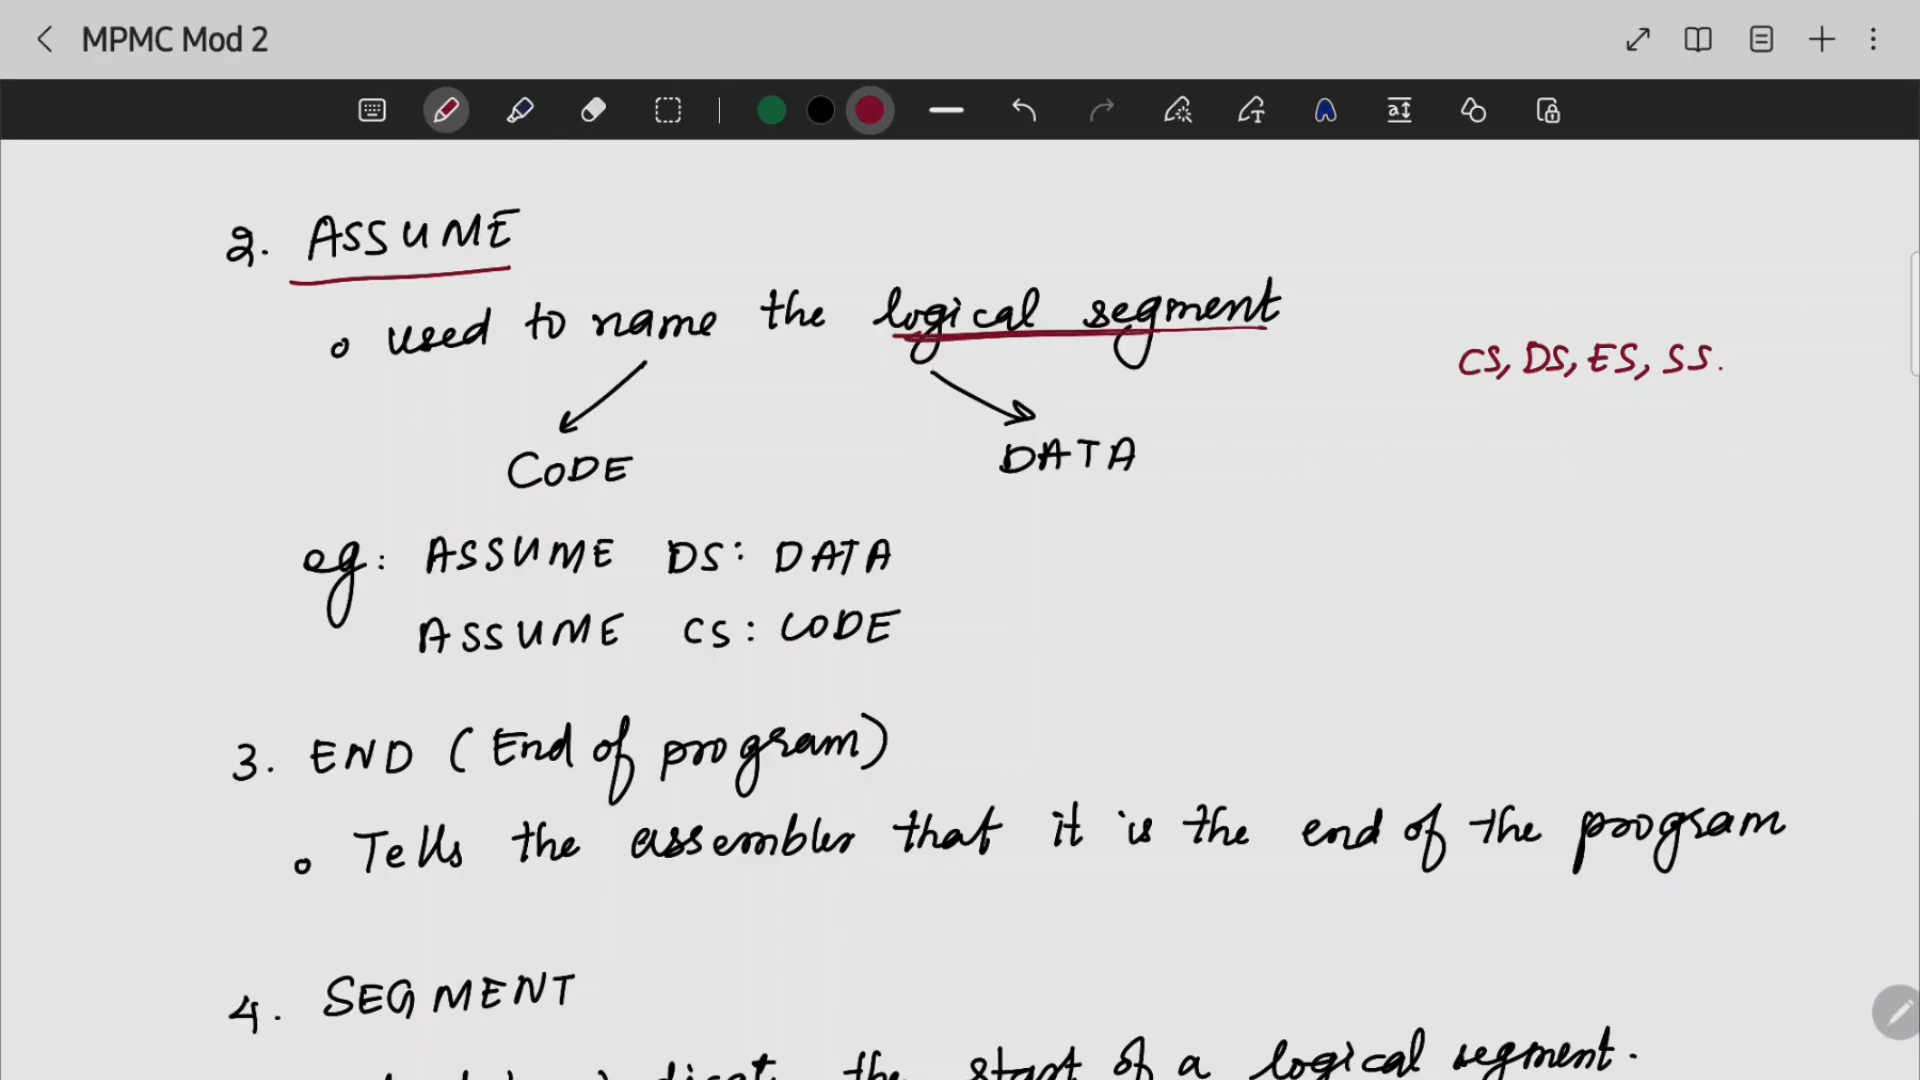 MPMC Mod 2
2. ASSUME
used to name the logical segment
CS, DS, ES, SS.
CODE DATA
eg: ASSUME DS: DATA
ASSUME CS: CODE
3. END (End of program)
Tells the assembler that it is the end of the program
4. SEGMENT
the start of a logical segment.